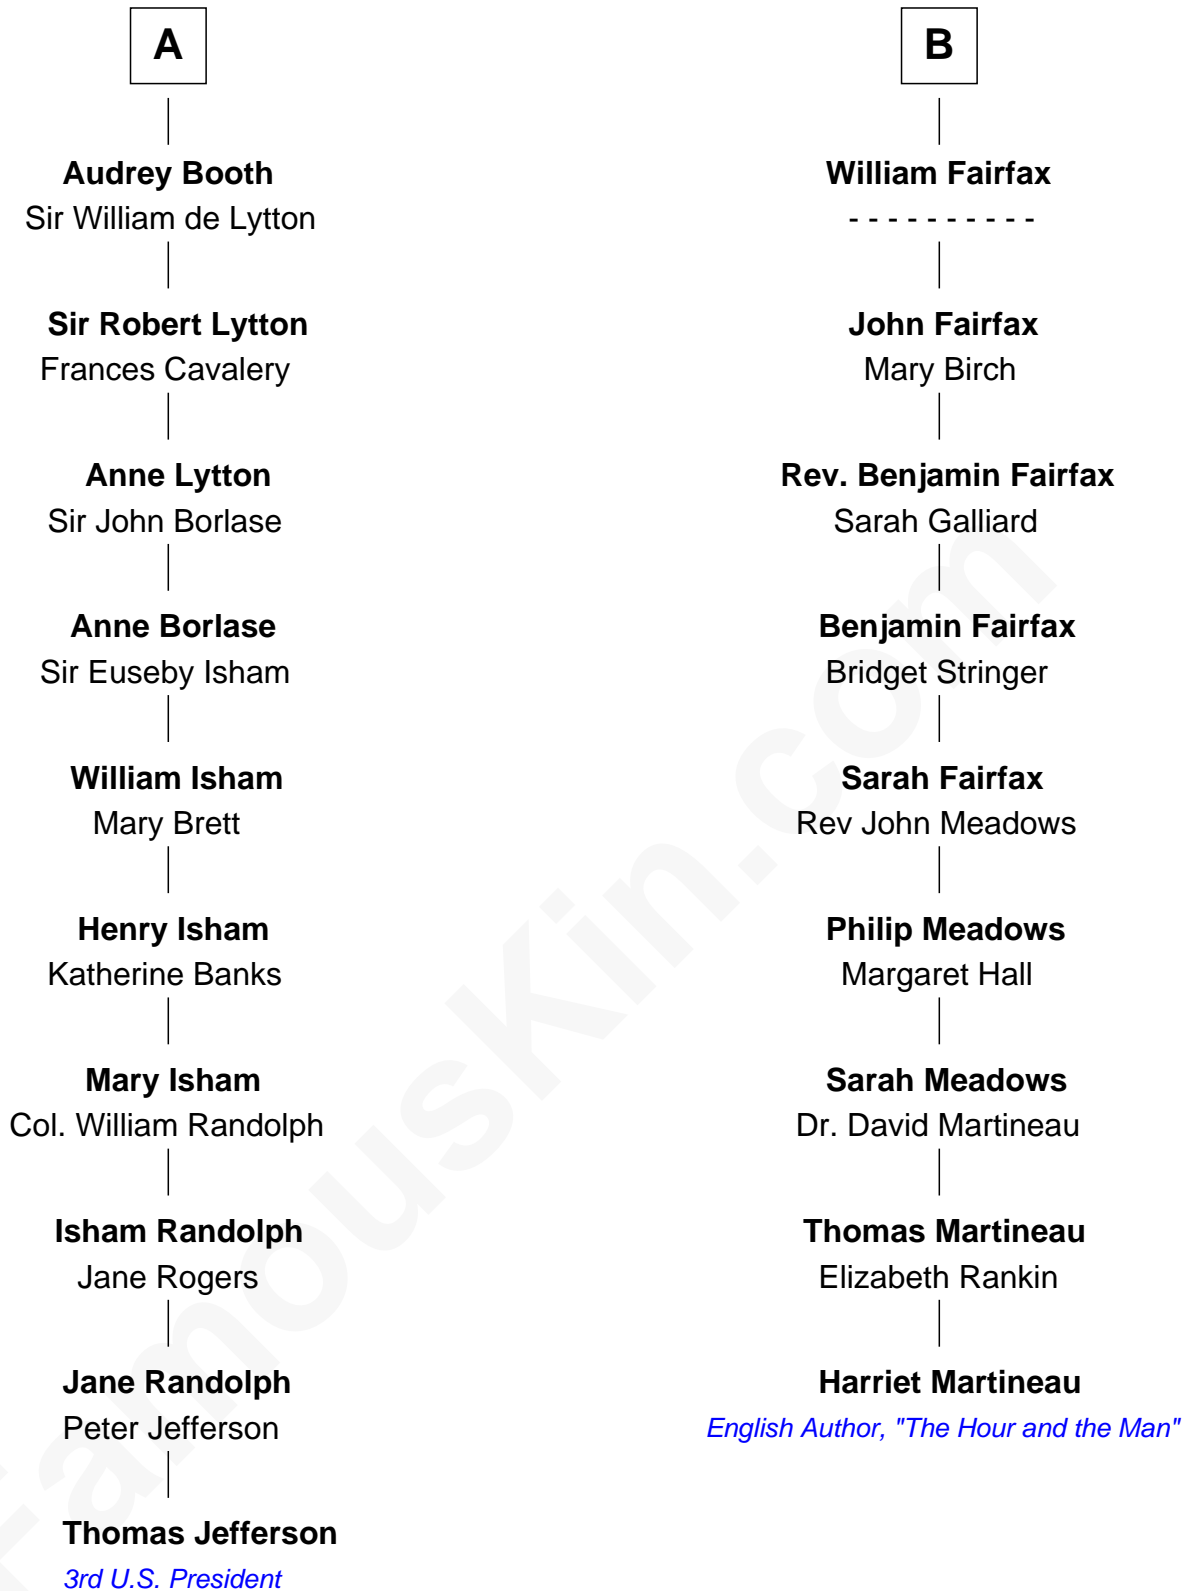 A
Audrey Booth
Sir William de Lytton
Sir Robert Lytton
Frances Cavalery
Anne Lytton
Sir John Borlase
Anne Borlase
Sir Euseby Isham
William Isham
Mary Brett
Henry Isham
Katherine Banks
Mary Isham
Col. William Randolph
Isham Randolph
Jane Rogers
Jane Randolph
Peter Jefferson
Thomas Jefferson
3rd U.S. President
B
William Fairfax
- - - - - - - - - -
John Fairfax
Mary Birch
Rev. Benjamin Fairfax
Sarah Galliard
Benjamin Fairfax
Bridget Stringer
Sarah Fairfax
Rev John Meadows
Philip Meadows
Margaret Hall
Sarah Meadows
Dr. David Martineau
Thomas Martineau
Elizabeth Rankin
Harriet Martineau
English Author, "The Hour and the Man"
FamousKin.com